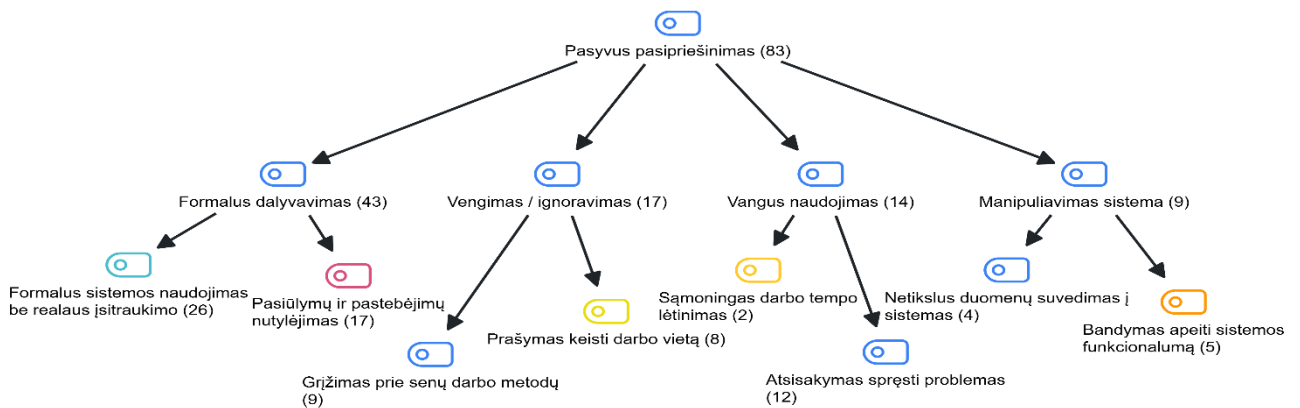 Pasyvus pasipriešinimas (83)
Formalus dalyvavimas (43)
Vengimas / ignoravimas (17)
Vangus naudojimas (14)
Manipuliavimas sistema (9)
Formalus sistemos naudojimas
be realaus įsitraukimo (26)
Pasiūlymų ir pastebėjimų
nutylėjimas (17)
Grįžimas prie senų darbo metodų
(9)
Prašymas keisti darbo vietą (8)
Sąmoningas darbo tempo
lėtinimas (2)
Atsisakymas spręsti problemas
(12)
Netikslus duomenų suvedimas į
sistemas (4)
Bandymas apeiti sistemos
funkcionalumą (5)